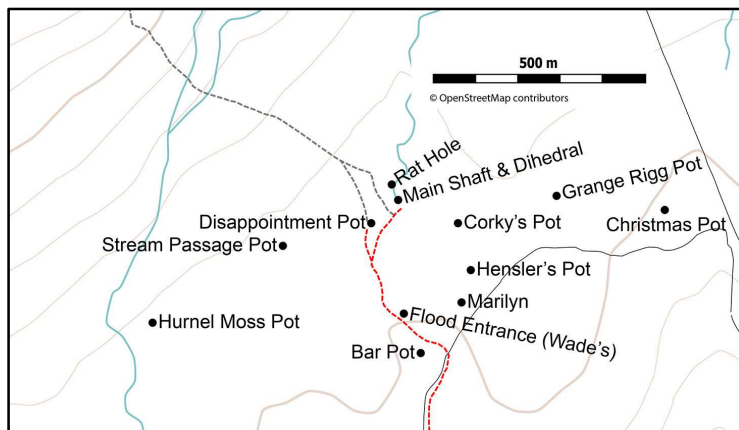 500 m
© OpenStreetMap contributors
Rat Hole
Main Shaft & Dihedral
Grange Rigg Pot
Disappointment Pot
Corky's Pot
Christmas Pot
Stream Passage Pot
Hensler's Pot
Marilyn
Hurnel Moss Pot
Flood Entrance (Wade's)
Bar Pot